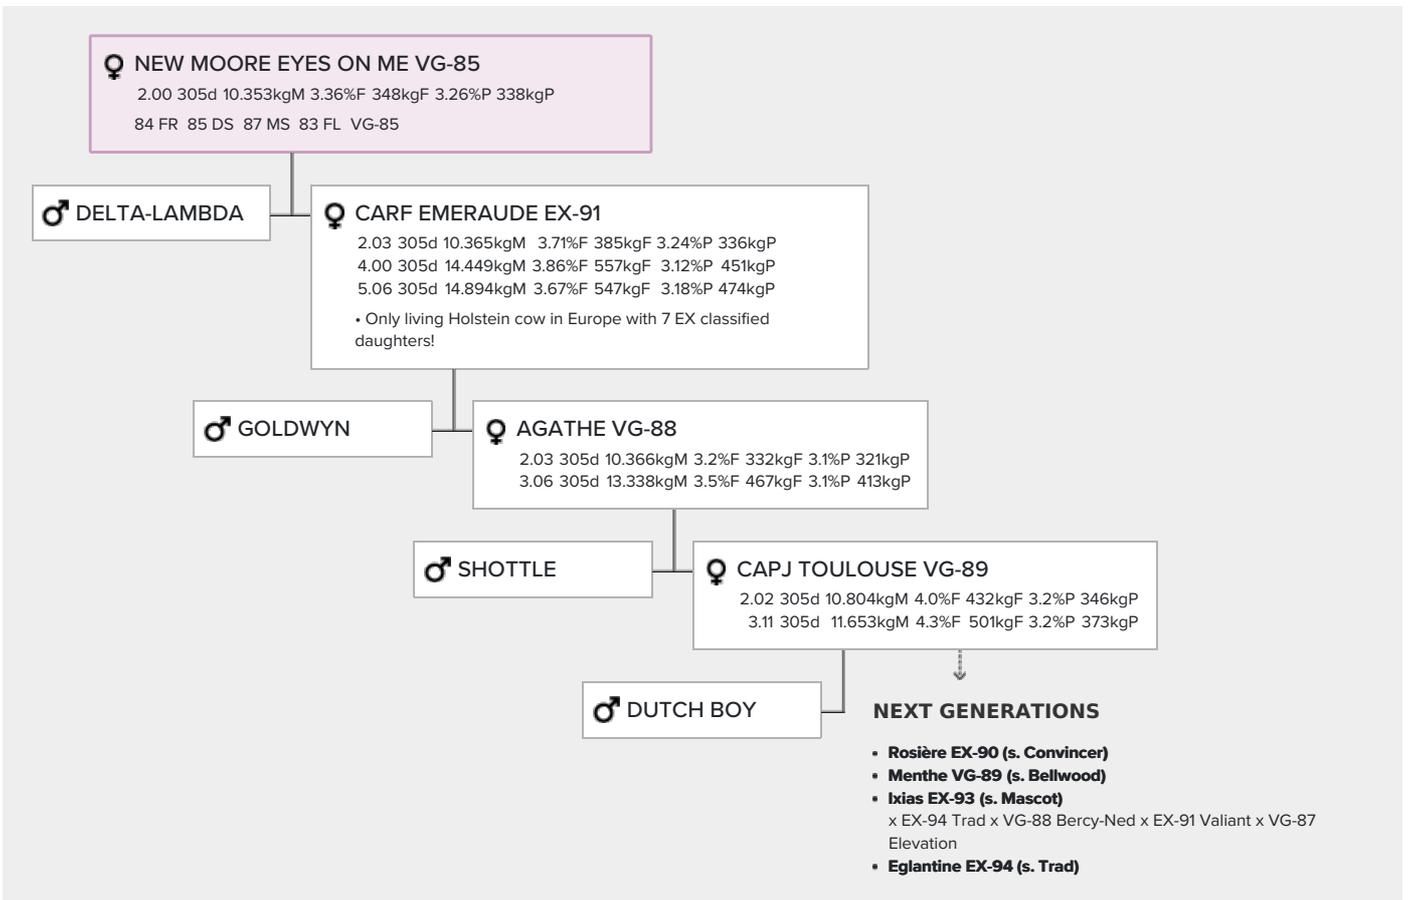 NEW MOORE EYES ON ME VG-85
2.00 305d 10.353kgM 3.36%F 348kgF 3.26%P 338kgP
84 FR 85 DS 87 MS 83 FL VG-85
DELTA-LAMBDA
CARF EMERAUDE EX-91
2.03 305d 10.365kgM 3.71%F 385kgF 3.24%P 336kgP
4.00 305d 14.449kgM 3.86%F 557kgF 3.12%P 451kgP
5.06 305d 14.894kgM 3.67%F 547kgF 3.18%P 474kgP
• Only living Holstein cow in Europe with 7 EX classified
daughters!
GOLDWYN
AGATHE VG-88
2.03 305d 10.366kgM 3.2%F 332kgF 3.1%P 321kgP
3.06 305d 13.338kgM 3.5%F 467kgF 3.1%P 413kgP
SHOTTLE
CAPJ TOULOUSE VG-89
2.02 305d 10.804kgM 4.0%F 432kgF 3.2%P 346kgP
3.11 305d 11.653kgM 4.3%F 501kgF 3.2%P 373kgP
DUTCH BOY
NEXT GENERATIONS
• Rosière EX-90 (s. Convincer)
• Menthe VG-89 (s. Bellwood)
• Ixias EX-93 (s. Mascot)
x EX-94 Trad x VG-88 Bercy-Ned x EX-91 Valiant x VG-87
Elevation
• Eglantine EX-94 (s. Trad)